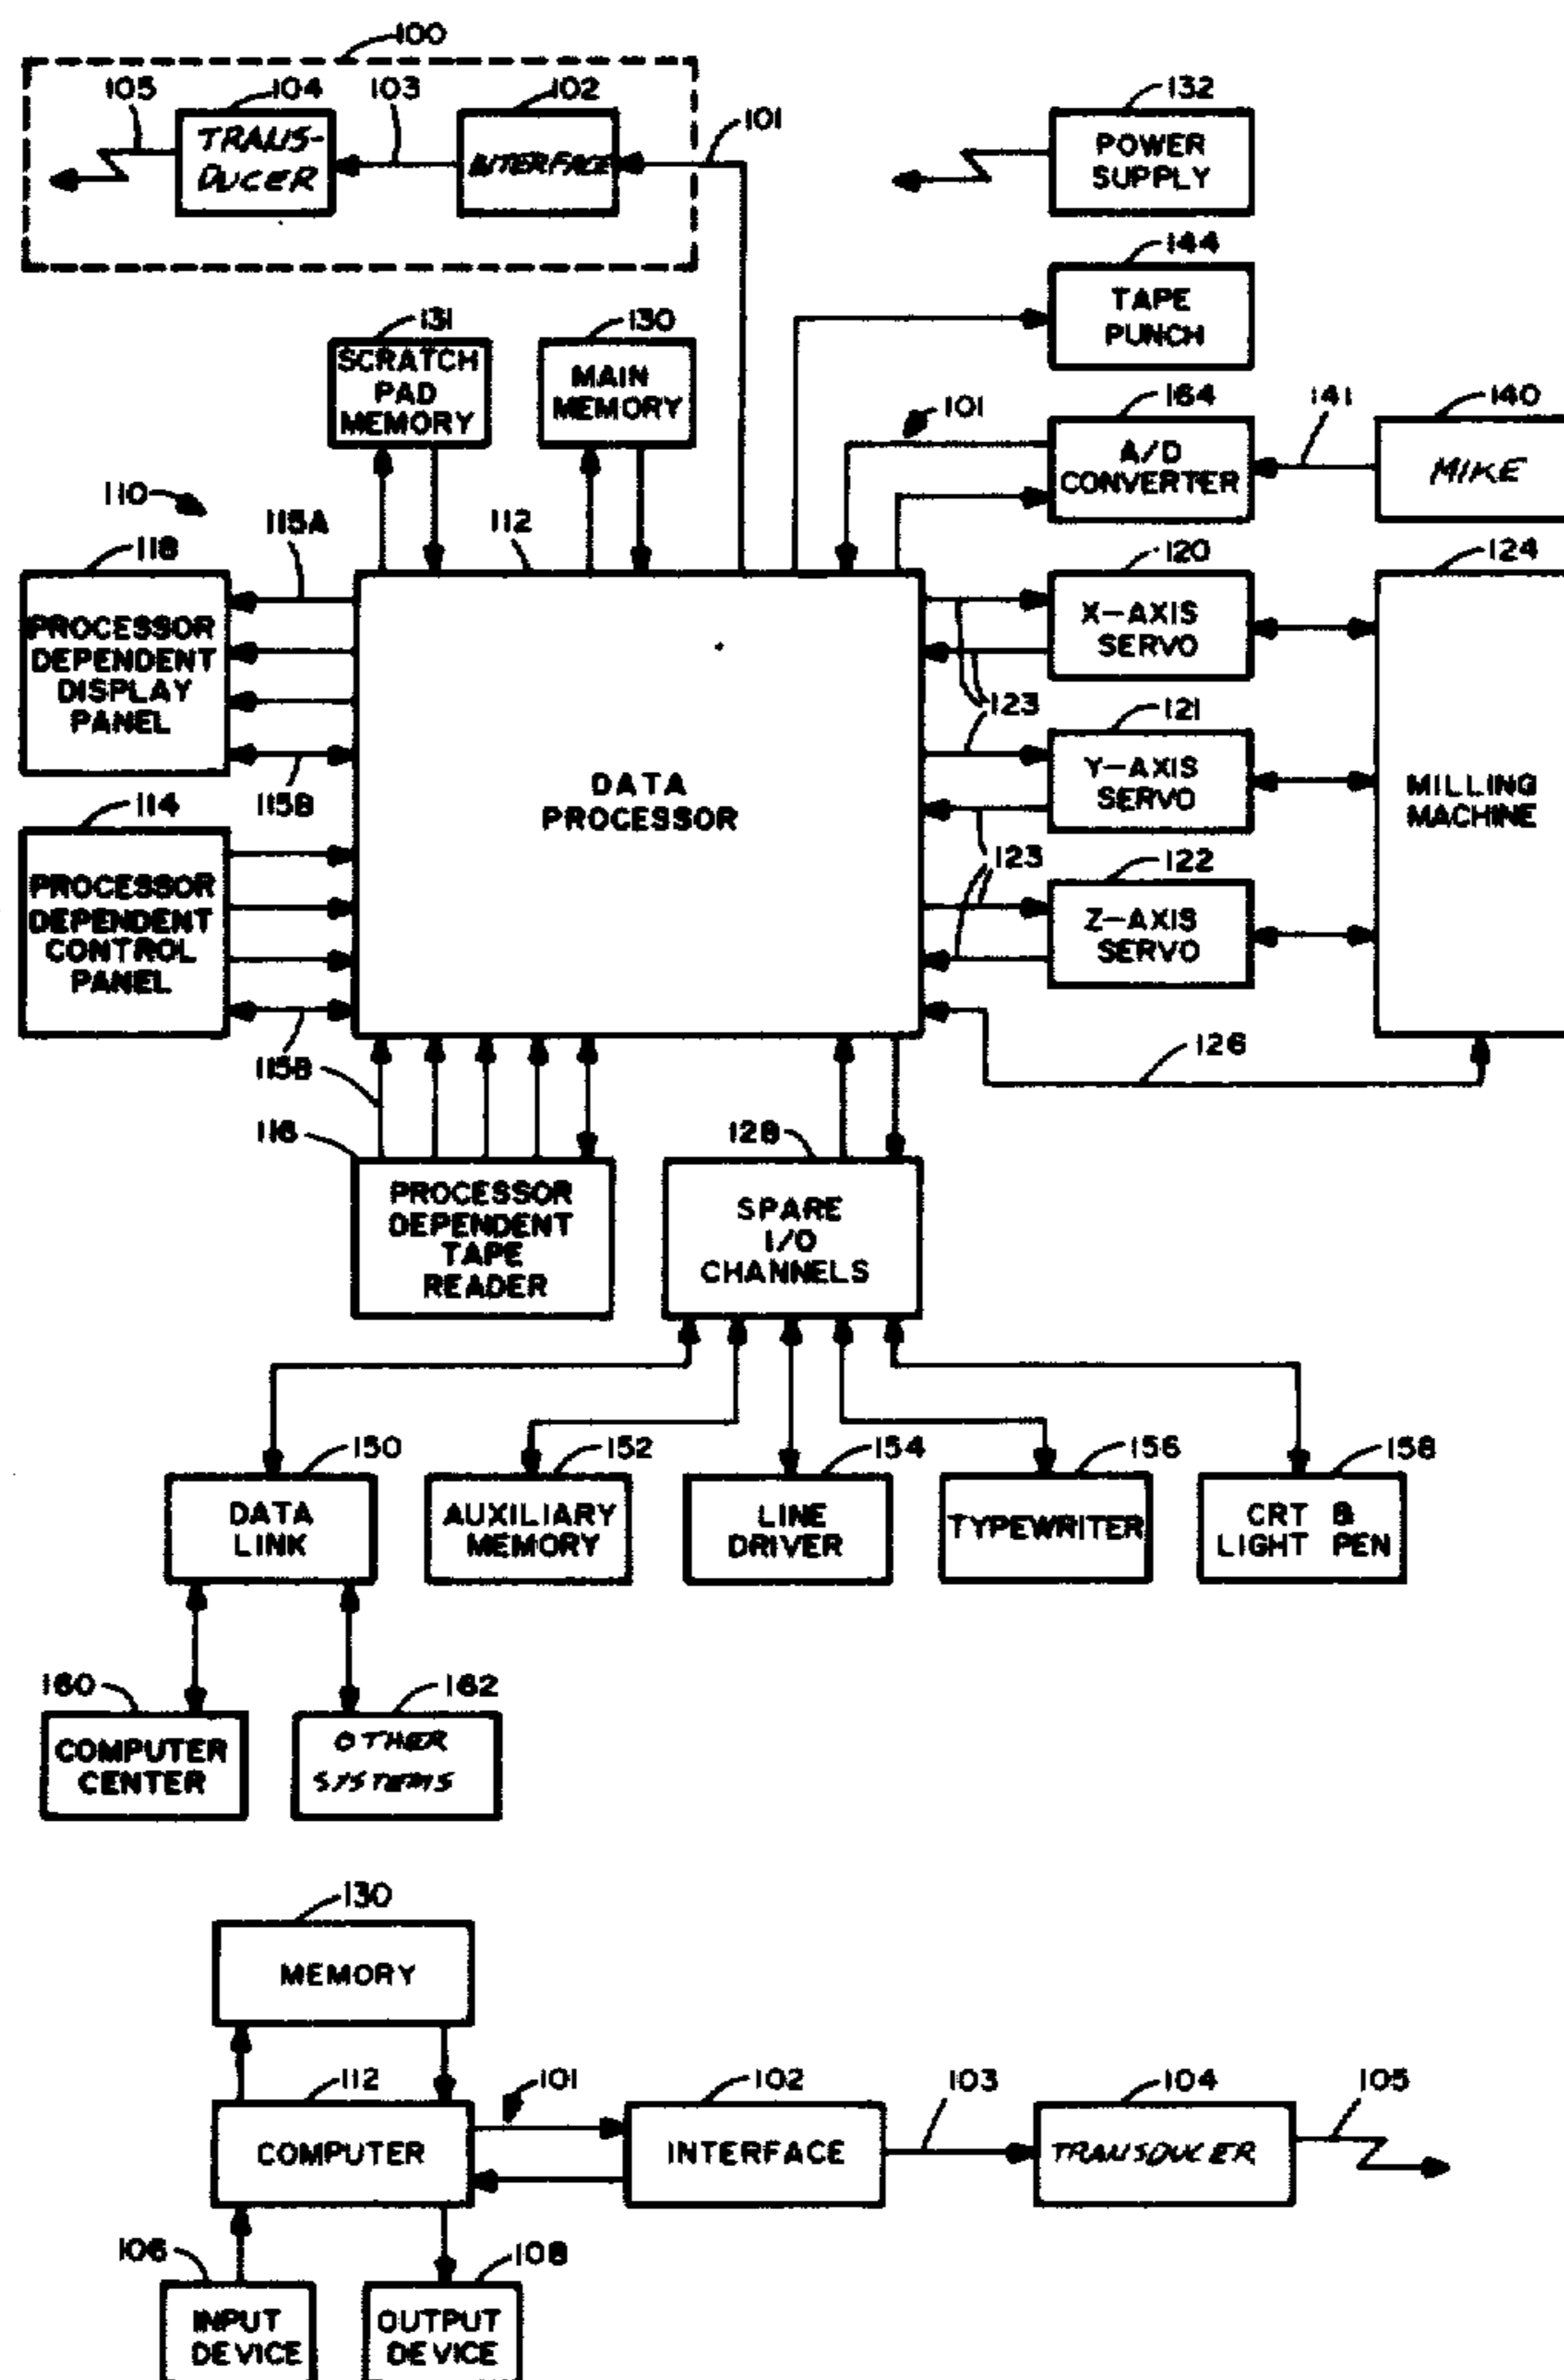 100
105
104
103
102
101
TRANS-
DUCER
INTERFACE
132
POWER
SUPPLY
144
TAPE
PUNCH
131
SCRATCH
PAD
MEMORY
130
MAIN
MEMORY
101
164
A/D
CONVERTER
141
140
MIKE
110
118
115A
112
PROCESSOR
DEPENDENT
DISPLAY
PANEL
115B
DATA
PROCESSOR
120
X-AXIS
SERVO
123
121
Y-AXIS
SERVO
123
122
Z-AXIS
SERVO
124
MILLING
MACHINE
126
114
PROCESSOR
DEPENDENT
CONTROL
PANEL
115B
116
PROCESSOR
DEPENDENT
TAPE
READER
128
SPARE
I/O
CHANNELS
150
DATA
LINK
152
AUXILIARY
MEMORY
154
LINE
DRIVER
156
TYPEWRITER
158
CRT &
LIGHT PEN
160
COMPUTER
CENTER
162
OTHER
SYSTEMS
130
MEMORY
112
COMPUTER
101
102
INTERFACE
103
104
TRANSDUCER
105
106
INPUT
DEVICE
108
OUTPUT
DEVICE